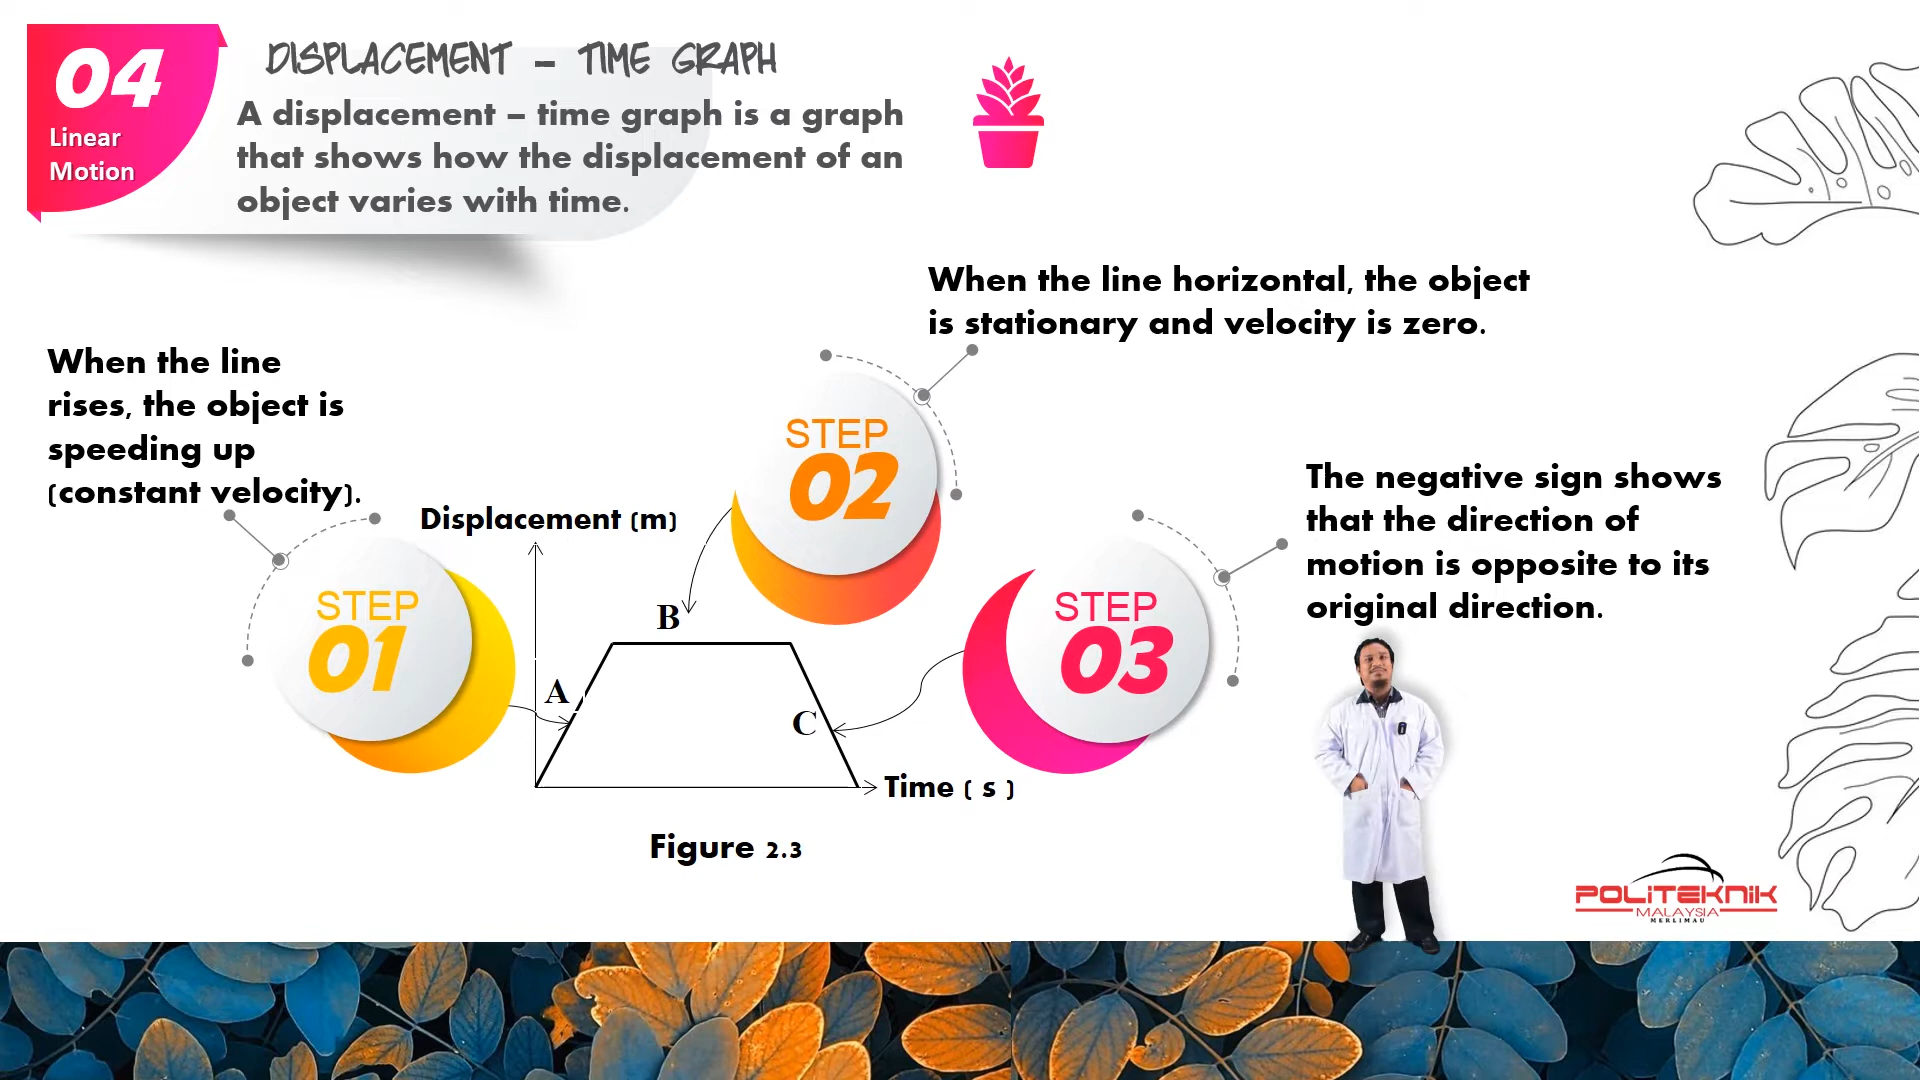 04
Linear
Motion
DISPLACEMENT – TIME GRAPH
A displacement – time graph is a graph
that shows how the displacement of an
object varies with time.
When the line horizontal, the object
is stationary and velocity is zero.
When the line
rises, the object is
speeding up
(constant velocity).
STEP
02
The negative sign shows
that the direction of
motion is opposite to its
original direction.
Displacement (m)
STEP
01
STEP
03
B
A
C
Time ( s )
Figure 2.3
POLITEKNIK
MALAYSIA
MERLIMAU